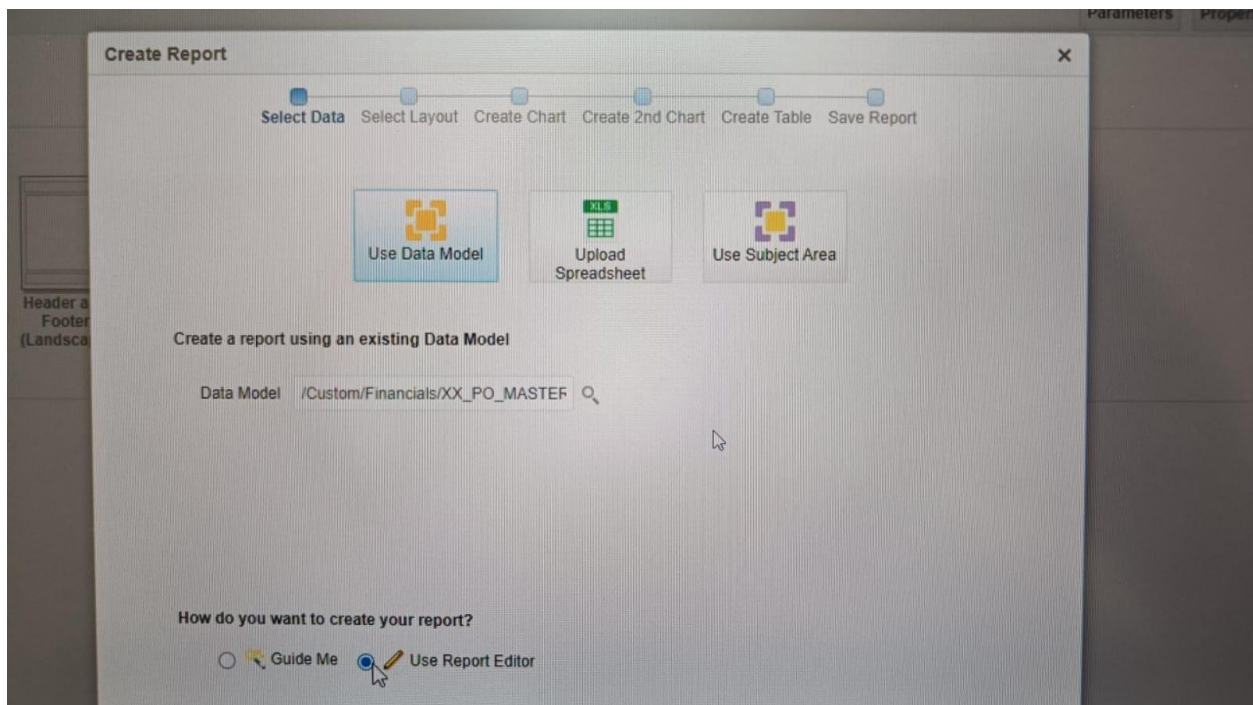 Parameters
Create Report
Select Data Select Layout Create Chart Create 2nd Chart Create Table Save Report
XLS
Use Data Model
Upload
Spreadsheet
Use Subject Area
Header a
Footer
(Landsca
Create a report using an existing Data Model
Data Model /Custom/Financials/XX_PO_MASTER
How do you want to create your report?
Guide Me Use Report Editor